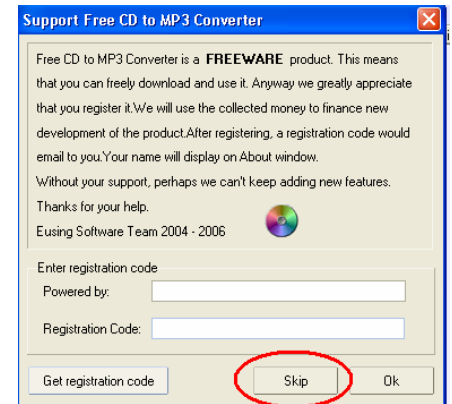 Support Free CD to MP3 Converter
Free CD to MP3 Converter is a FREEWARE product. This means
that you can freely download and use it. Anyway we greatly appreciate
that you register it.We will use the collected money to finance new
development of the product.After registering, a registration code would
email to you.Your name will display on About window.
Without your support, perhaps we can't keep adding new features.
Thanks for your help.
Eusing Software Team 2004 - 2006
Enter registration code
Powered by:
Registration Code:
Get registration code Skip Ok